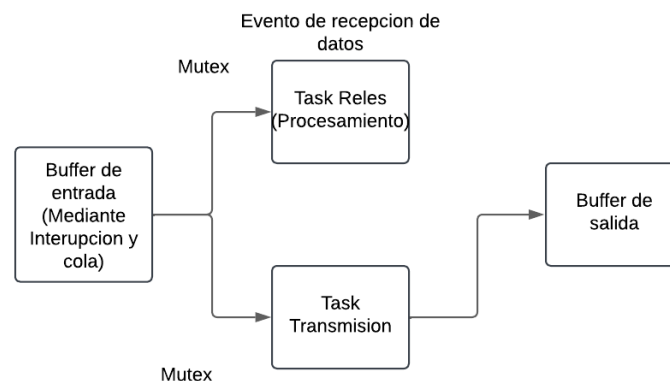 Evento de recepcion de
datos
Mutex
Task Reles
(Procesamiento)
Buffer de
entrada
(Mediante
Interupcion y
cola)
Buffer de
salida
Task
Transmision
Mutex